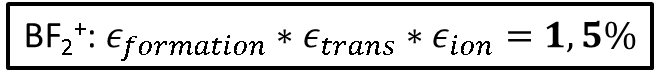 BF₂⁺: ϵ_formation * ϵ_trans * ϵ_ion = 1,5%